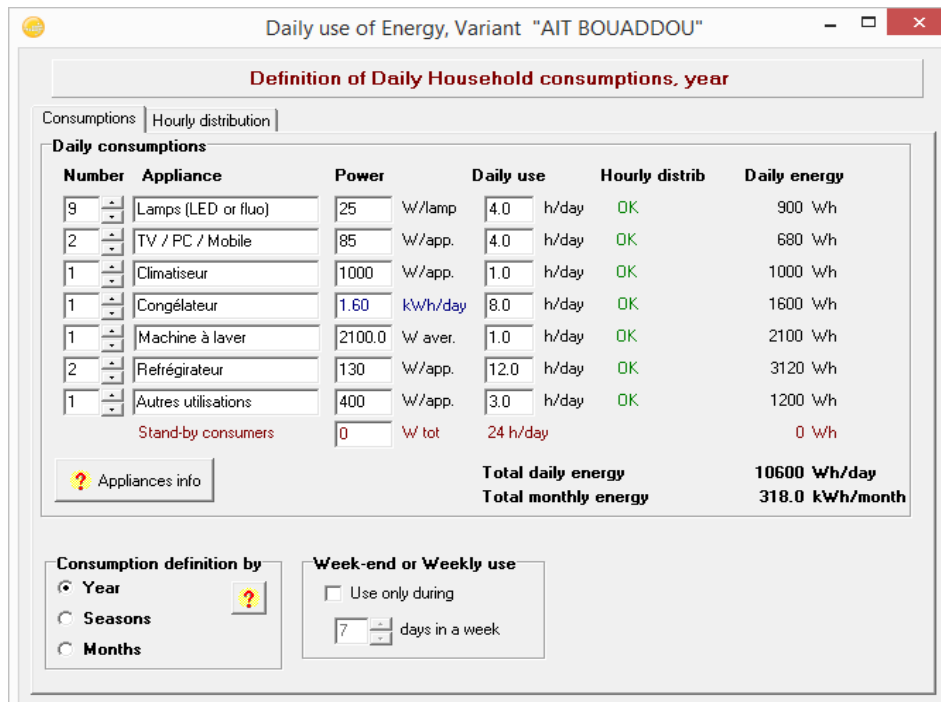 Daily use of Energy, Variant "AIT BOUADDOU"
Definition of Daily Household consumptions, year
Consumptions Hourly distribution
Daily consumptions
Number Appliance Power Daily use Hourly distrib Daily energy
9 Lamps (LED or fluo) 25 W/lamp 4.0 h/day OK 900 Wh
2 TV / PC / Mobile 85 W/app. 4.0 h/day OK 680 Wh
1 Climatiseur 1000 W/app. 1.0 h/day OK 1000 Wh
1 Congélateur 1.60 kWh/day 8.0 h/day OK 1600 Wh
1 Machine à laver 2100.0 W aver. 1.0 h/day OK 2100 Wh
2 Refrégirateur 130 W/app. 12.0 h/day OK 3120 Wh
1 Autres utilisations 400 W/app. 3.0 h/day OK 1200 Wh
Stand-by consumers 0 W tot 24 h/day 0 Wh
? Appliances info
Total daily energy 10600 Wh/day
Total monthly energy 318.0 kWh/month
Consumption definition by
Year
?
Seasons
Months
Week-end or Weekly use
Use only during
7 days in a week